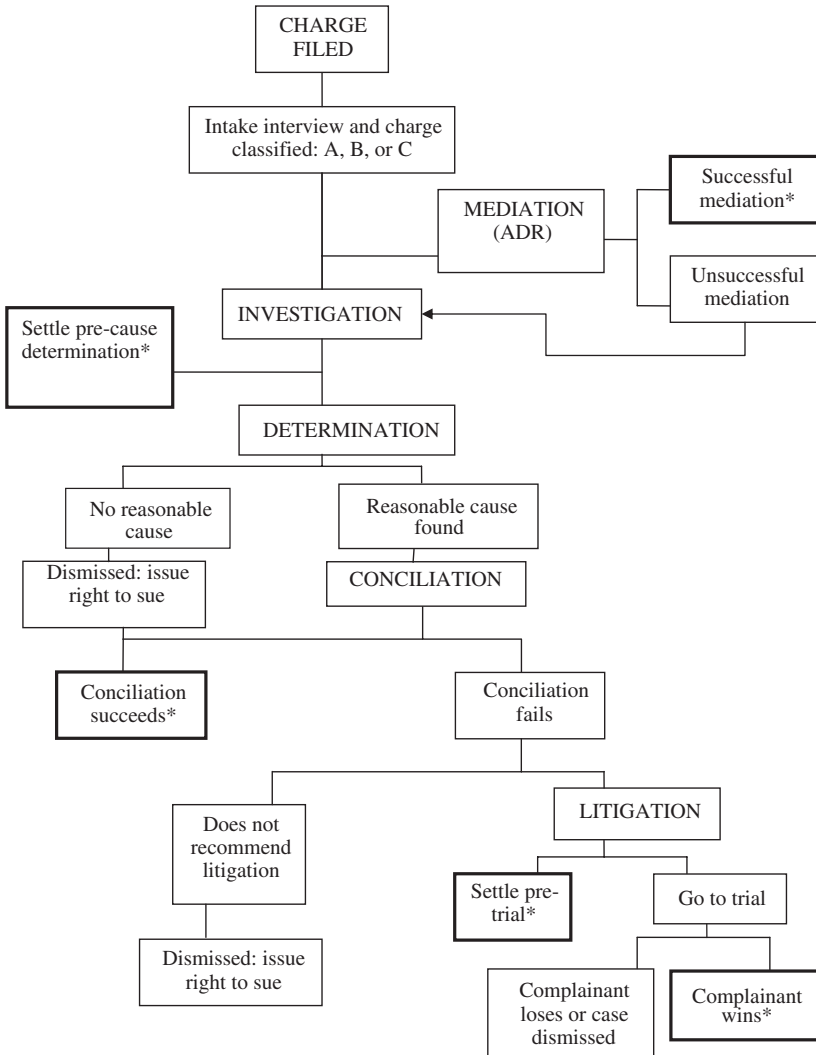 CHARGE
FILED
Intake interview and charge
classified: A, B, or C
MEDIATION
(ADR)
Successful
mediation*
Unsuccessful
mediation
INVESTIGATION
Settle pre-cause
determination*
DETERMINATION
No reasonable
cause
Reasonable cause
found
Dismissed: issue
right to sue
CONCILIATION
Conciliation
succeeds*
Conciliation
fails
Does not
recommend
litigation
LITIGATION
Settle pre-
trial*
Go to trial
Dismissed: issue
right to sue
Complainant
loses or case
dismissed
Complainant
wins*